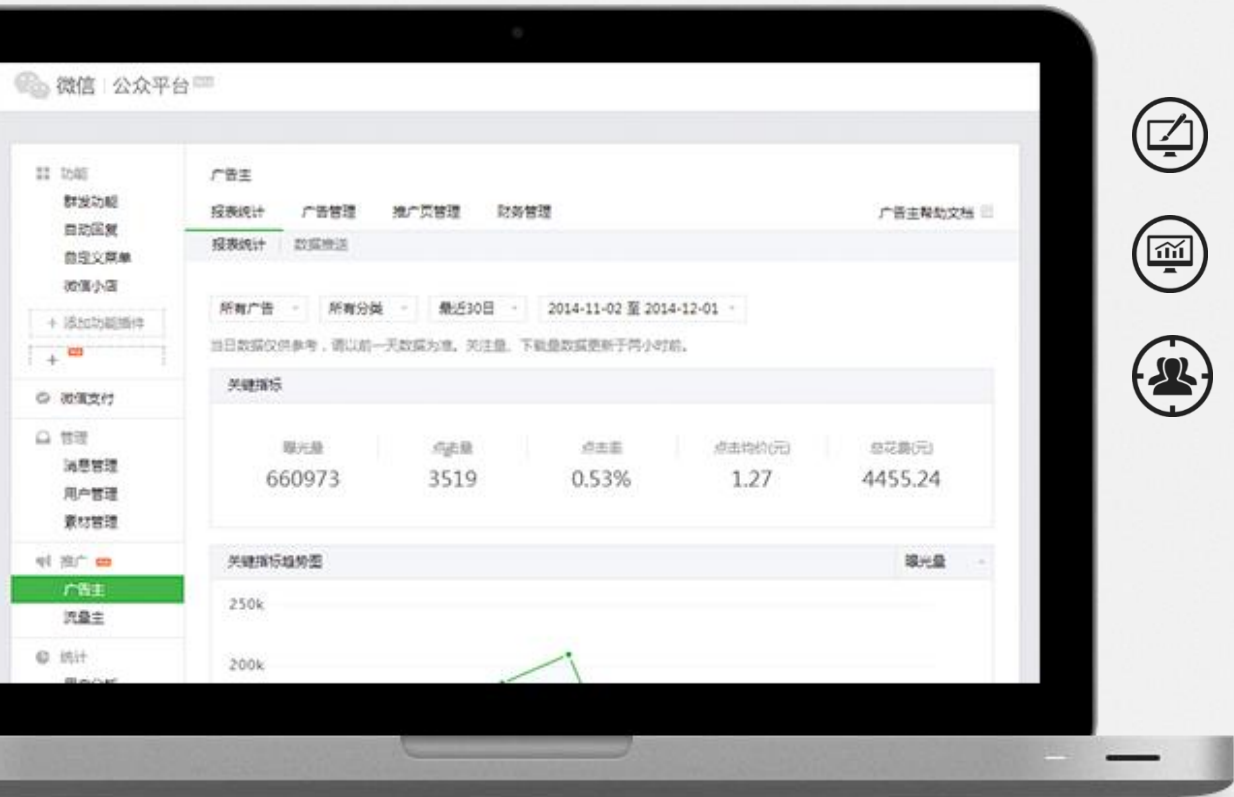 微信 公众平台
功能
群发功能
自动回复
自定义菜单
微信小店
+ 添加功能插件
+
微信支付
管理
消息管理
用户管理
素材管理
推广
广告主
流量主
统计
广告主
报表统计 广告管理 推广页管理 财务管理 广告主帮助文档
报表统计 数据推送
所有广告 所有分类 最近30日 2014-11-02 至 2014-12-01
当日数据仅供参考，请以前一天数据为准。关注量、下载量数据更新于两小时前。
关键指标
曝光量 点击量 点击率 点击均价(元) 总花费(元)
660973 3519 0.53% 1.27 4455.24
关键指标趋势图 曝光量
250k
200k